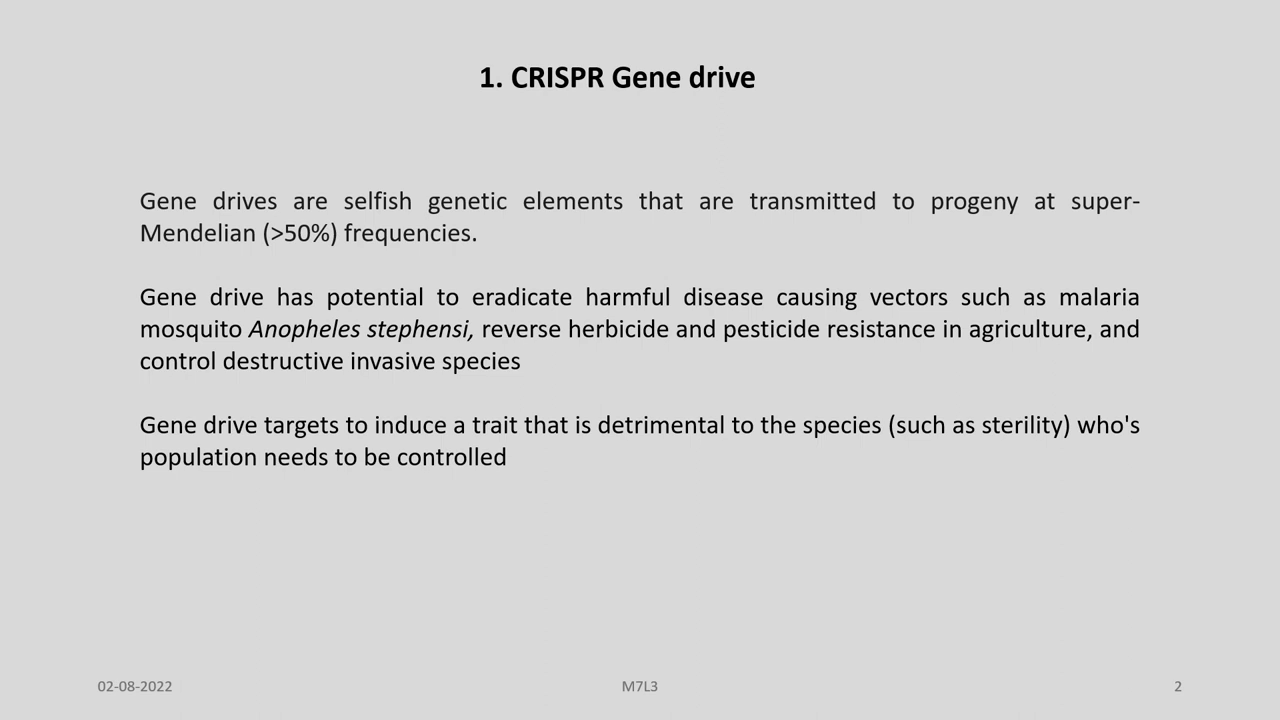 1. CRISPR Gene drive
Gene drives are selfish genetic elements that are transmitted to progeny at super-
Mendelian (>50%) frequencies.
Gene drive has potential to eradicate harmful disease causing vectors such as malaria
mosquito Anopheles stephensi, reverse herbicide and pesticide resistance in agriculture, and
control destructive invasive species
Gene drive targets to induce a trait that is detrimental to the species (such as sterility) who's
population needs to be controlled
02-08-2022
M7L3
2